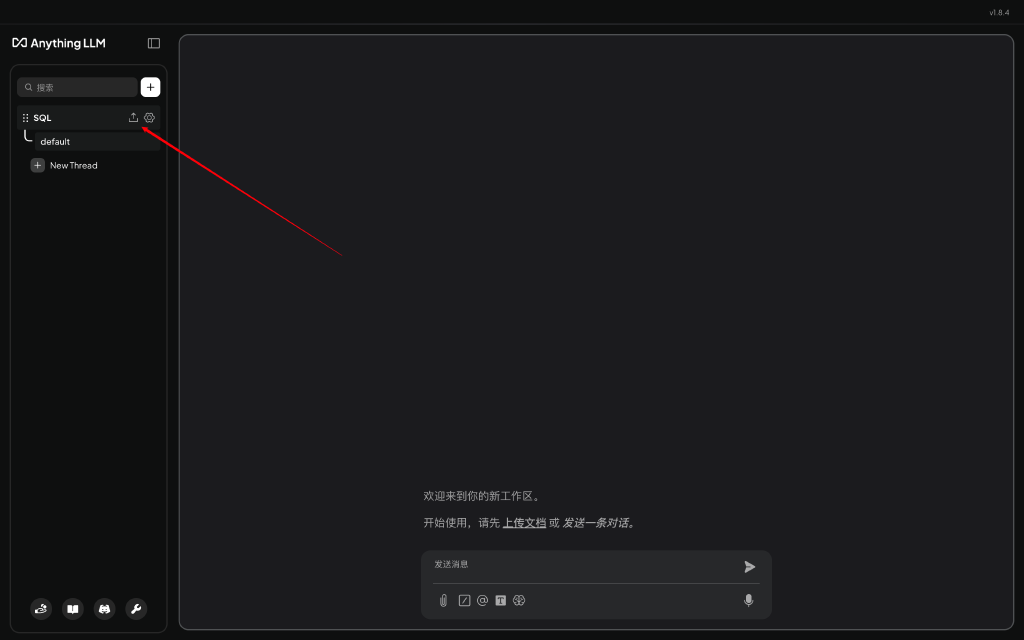 v1.8.4
Anything LLM
搜索
SQL
default
New Thread
欢迎来到你的新工作区。
开始使用，请先 上传文档 或 发送一条对话。
发送消息